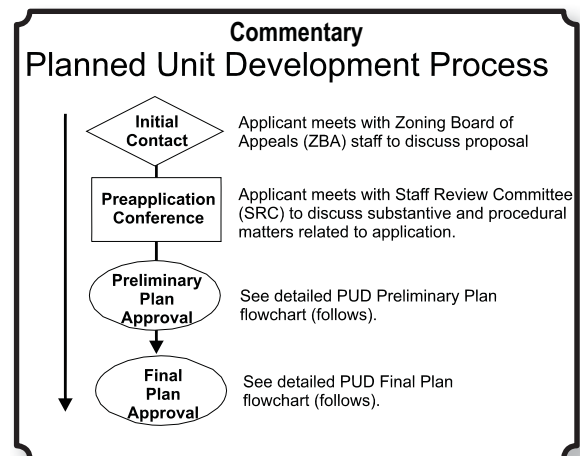 Commentary
Planned Unit Development Process
Initial
Contact
Applicant meets with Zoning Board of
Appeals (ZBA) staff to discuss proposal
Preapplication
Conference
Applicant meets with Staff Review Committee
(SRC) to discuss substantive and procedural
matters related to application.
Preliminary
Plan
Approval
See detailed PUD Preliminary Plan
flowchart (follows).
Final
Plan
Approval
See detailed PUD Final Plan
flowchart (follows).